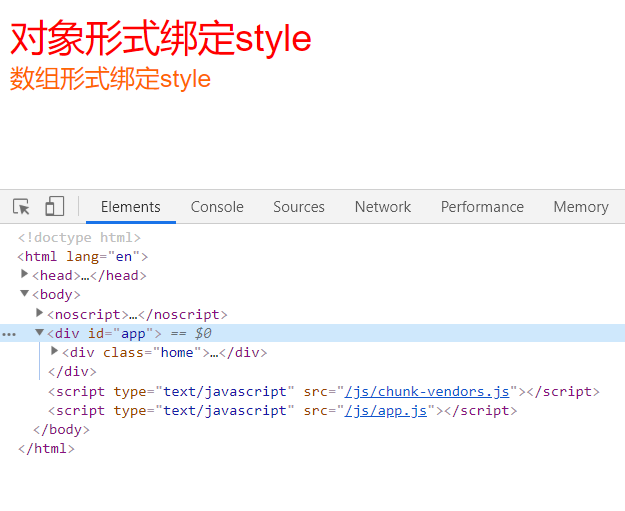 对象形式绑定style
数组形式绑定style
Elements Console Sources Network Performance Memory
<!doctype html>
<html lang="en">
<head>…</head>
<body>
<noscript>…</noscript>
<div id="app"> == $0
<div class="home">…</div>
</div>
<script type="text/javascript" src="/js/chunk-vendors.js"></script>
<script type="text/javascript" src="/js/app.js"></script>
</body>
</html>